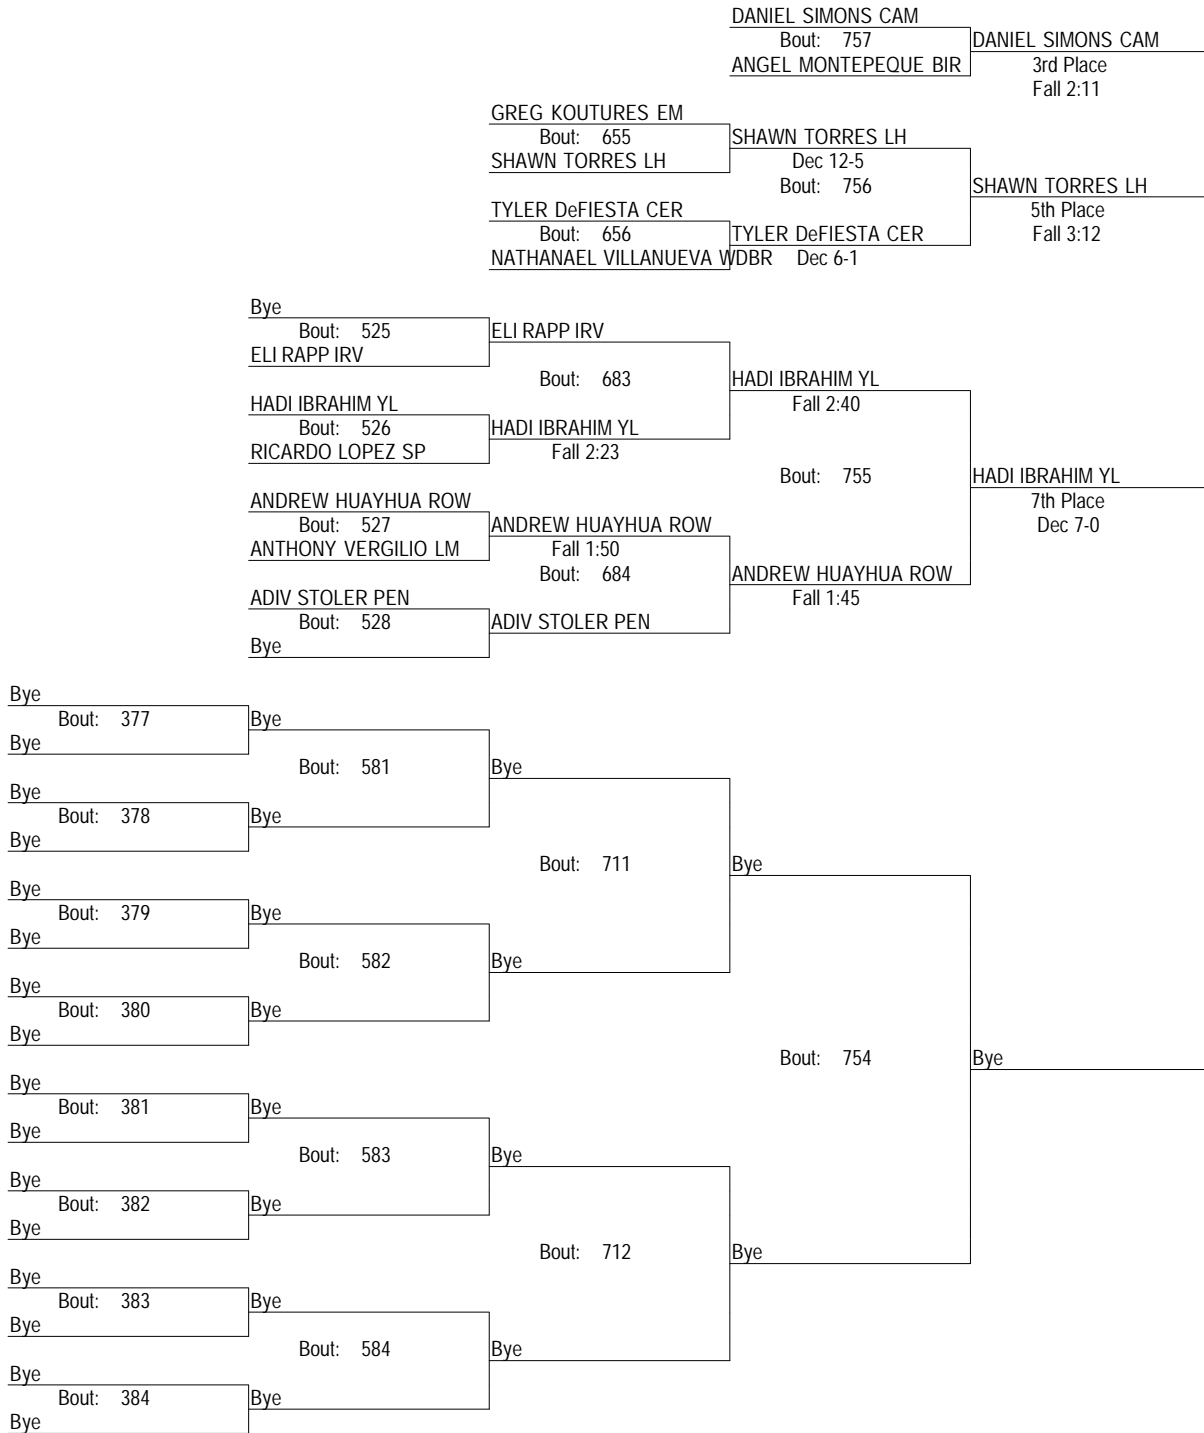 DANIEL SIMONS CAM
Bout: 757
DANIEL SIMONS CAM
ANGEL MONTEPEQUE BIR
3rd Place
Fall 2:11
GREG KOUTURES EM
Bout: 655
SHAWN TORRES LH
SHAWN TORRES LH
Dec 12-5
Bout: 756
SHAWN TORRES LH
5th Place
Fall 3:12
TYLER DeFIESTA CER
Bout: 656
TYLER DeFIESTA CER
NATHANAEL VILLANUEVA WDBR
Dec 6-1
Bye
Bout: 525
ELI RAPP IRV
ELI RAPP IRV
Bout: 683
HADI IBRAHIM YL
Fall 2:40
HADI IBRAHIM YL
Bout: 526
HADI IBRAHIM YL
RICARDO LOPEZ SP
Fall 2:23
Bout: 755
HADI IBRAHIM YL
7th Place
Dec 7-0
ANDREW HUAYHUA ROW
Bout: 527
ANDREW HUAYHUA ROW
ANTHONY VERGILIO LM
Fall 1:50
Bout: 684
ANDREW HUAYHUA ROW
Fall 1:45
ADIV STOLER PEN
Bout: 528
ADIV STOLER PEN
Bye
Bye
Bout: 377
Bye
Bye
Bout: 581
Bye
Bye
Bout: 378
Bye
Bye
Bout: 711
Bye
Bye
Bout: 379
Bye
Bye
Bout: 582
Bye
Bye
Bout: 380
Bye
Bye
Bout: 754
Bye
Bye
Bout: 381
Bye
Bye
Bout: 583
Bye
Bye
Bout: 382
Bye
Bye
Bout: 712
Bye
Bye
Bout: 383
Bye
Bye
Bout: 584
Bye
Bye
Bout: 384
Bye
Bye